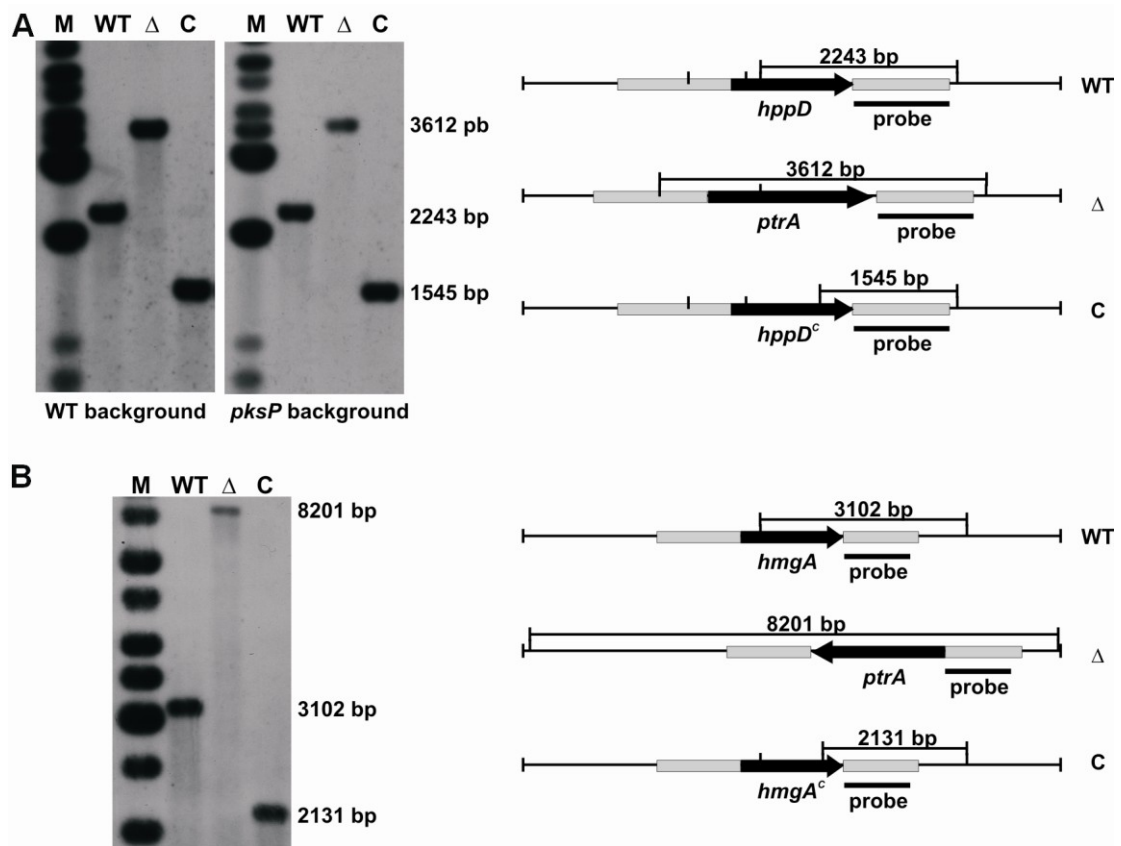 A
M WT Δ C
M WT Δ C
3612 pb
2243 bp
1545 bp
WT background
pksP background
2243 bp
WT
hppD
probe
3612 bp
Δ
ptrA
probe
1545 bp
C
hppDᶜ
probe
B
M WT Δ C
8201 bp
3102 bp
2131 bp
3102 bp
WT
hmgA
probe
8201 bp
Δ
ptrA
probe
2131 bp
C
hmgAᶜ
probe